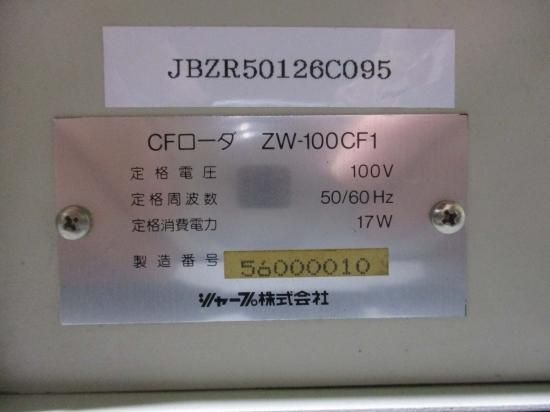 JBZR50126C095
CFローダ ZW-100CF1
定格電圧 100V
定格周波数 50/60Hz
定格消費電力 17W
製造番号 56000010
シャープ株式会社